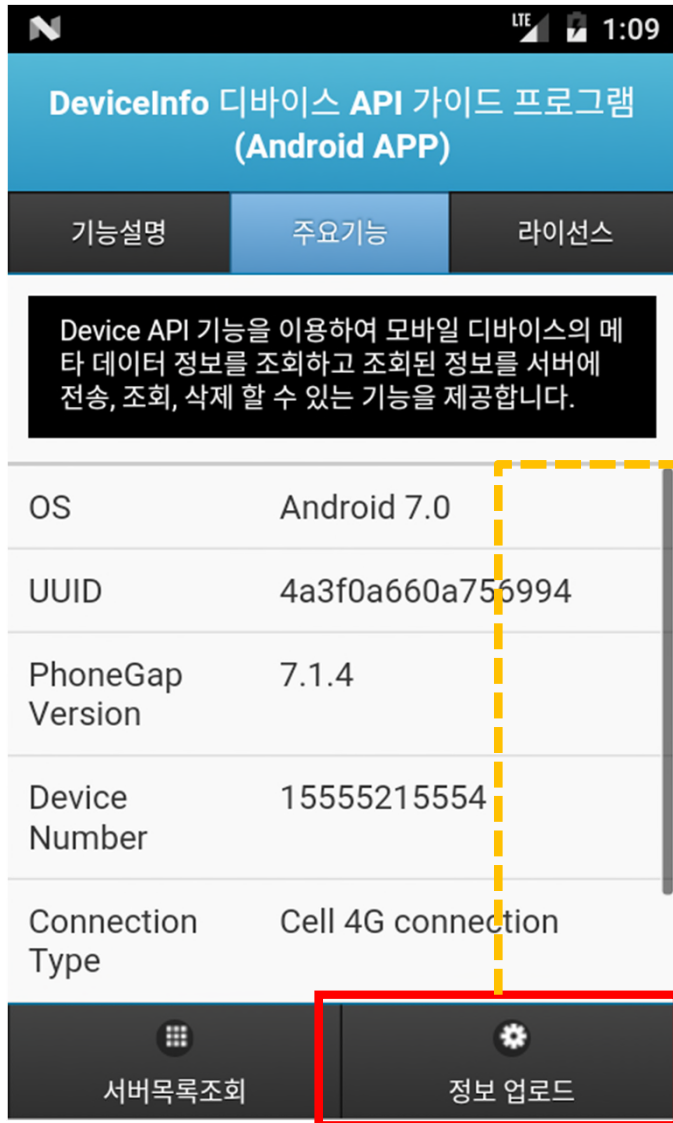 LTE 1:09
DeviceInfo 디바이스 API 가이드 프로그램
(Android APP)
기능설명 주요기능 라이선스
Device API 기능을 이용하여 모바일 디바이스의 메
타 데이터 정보를 조회하고 조회된 정보를 서버에
전송, 조회, 삭제 할 수 있는 기능을 제공합니다.
OS Android 7.0
UUID 4a3f0a660a756994
PhoneGap 7.1.4
Version
Device 15555215554
Number
Connection Cell 4G connection
Type
서버목록조회 정보 업로드